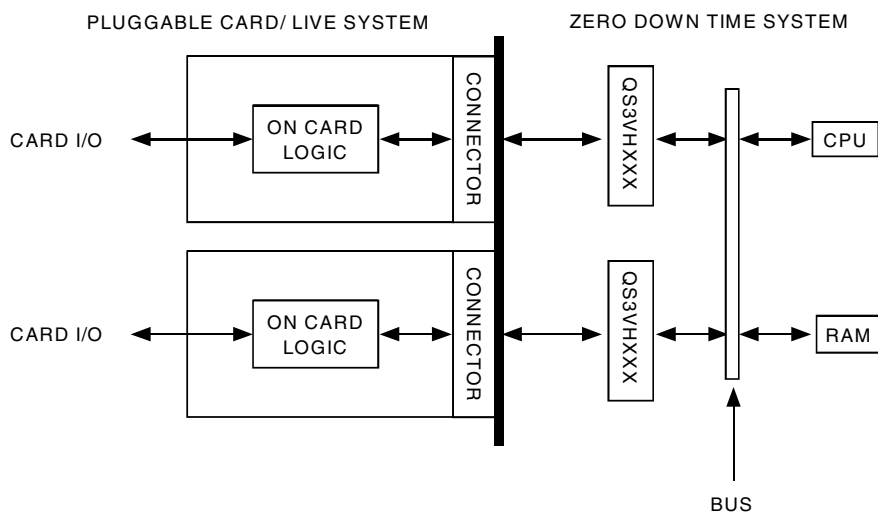 PLUGGABLE CARD/ LIVE SYSTEM
ZERO DOWN TIME SYSTEM
CARD I/O
ON CARD
LOGIC
CONNECTOR
QS3VHXXX
CPU
CARD I/O
ON CARD
LOGIC
CONNECTOR
QS3VHXXX
RAM
BUS